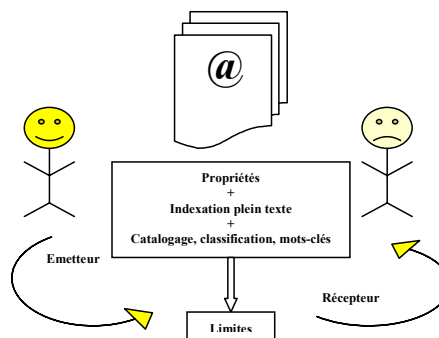 @
Propriétés
+
Indexation plein texte
+
Catalogage, classification, mots-clés
Emetteur
Récepteur
Limites